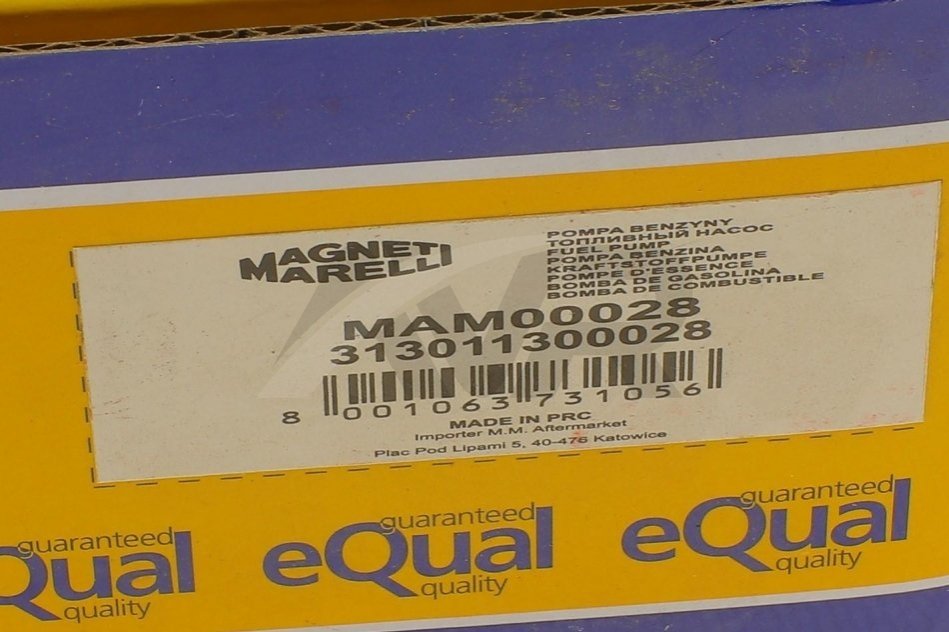 MAGNETI
MARELLI
POMPA BENZYNY
ТОПЛИВНЫЙ НАСОС
FUEL PUMP
POMPA BENZINA
KRAFTSTOFFPUMPE
POMPE D'ESSENCE
BOMBA DE GASOLINA
BOMBA DE COMBUSTIBLE
MAM00028
313011300028
8 001063 731056
MADE IN PRC
Importer M.M. Aftermarket
Plac Pod Lipami 5, 40-476 Katowice
guaranteed
eQual
quality
guaranteed
eQual
quality
guaranteed
eQual
quality